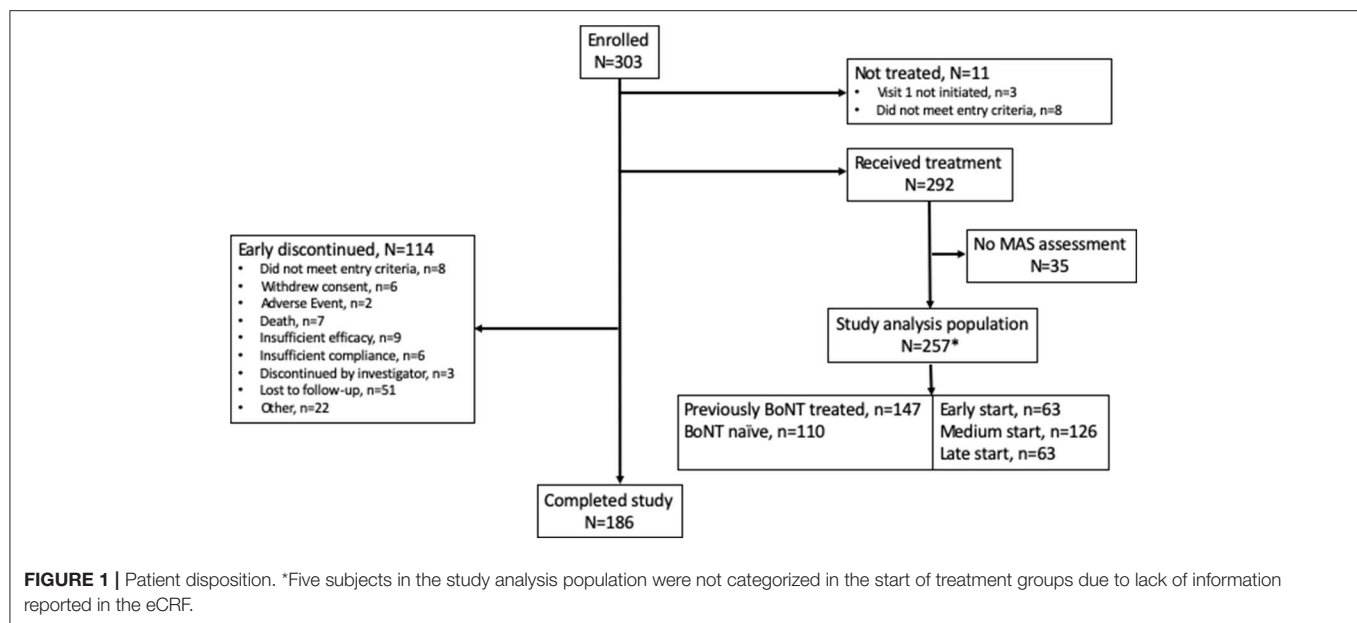 Enrolled
N=303
Not treated, N=11
• Visit 1 not initiated, n=3
• Did not meet entry criteria, n=8
Received treatment
N=292
No MAS assessment
N=35
Early discontinued, N=114
• Did not meet entry criteria, n=8
• Withdrew consent, n=6
• Adverse Event, n=2
• Death, n=7
• Insufficient efficacy, n=9
• Insufficient compliance, n=6
• Discontinued by investigator, n=3
• Lost to follow-up, n=51
• Other, n=22
Study analysis population
N=257*
Previously BoNT treated, n=147
BoNT naïve, n=110
Early start, n=63
Medium start, n=126
Late start, n=63
Completed study
N=186
FIGURE 1 | Patient disposition. *Five subjects in the study analysis population were not categorized in the start of treatment groups due to lack of information
reported in the eCRF.